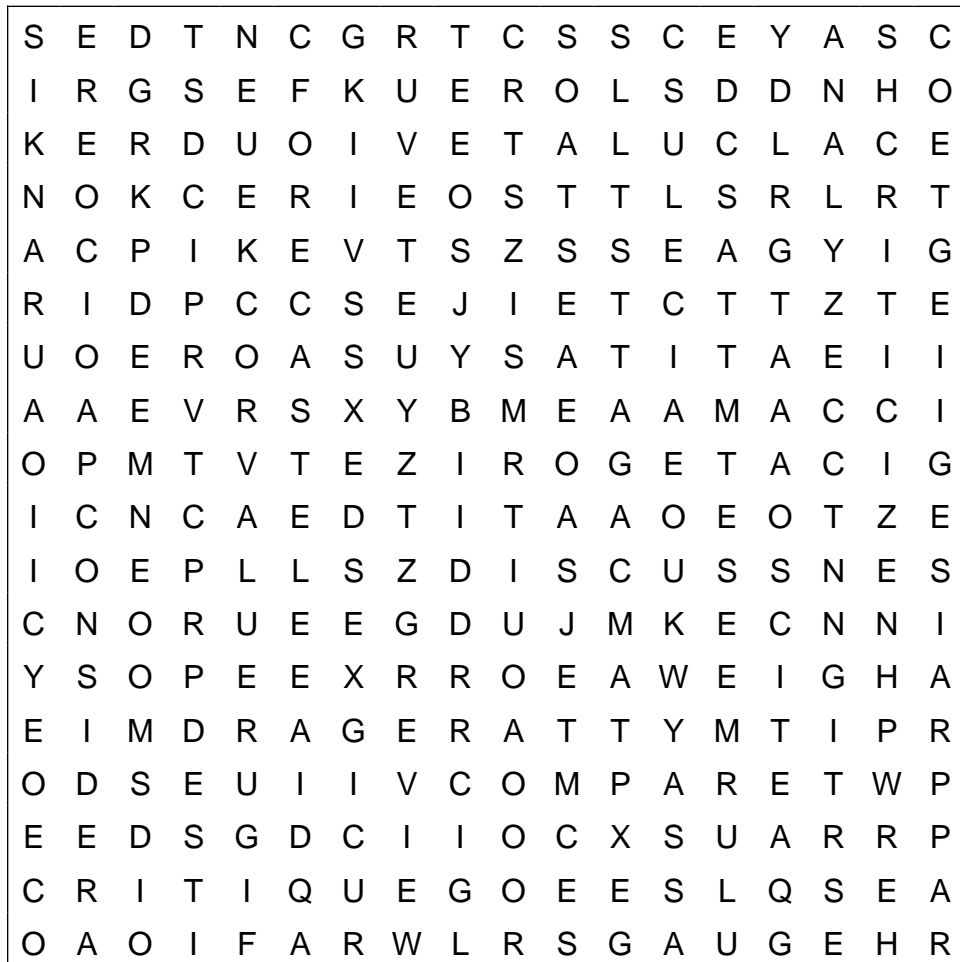 S E D T N C G R T C S S C E Y A S C
I R G S E F K U E R O L S D D N H O
K E R D U O I V E T A L U C L A C E
N O K C E R I E O S T T L S R L R T
A C P I K E V T S Z S S E A G Y I G
R I D P C C S E J I E T C T T Z T E
U O E R O A S U Y S A T I T A E I I
A A E V R S X Y B M E A A M A C C I
O P M T V T E Z I R O G E T A C I G
I C N C A E D T I T A A O E O T Z E
I O E P L L S Z D I S C U S S N E S
C N O R U E E G D U J M K E C N N I
Y S O P E E X R R O E A W E I G H A
E I M D R A G E R A T T Y M T I P R
O D S E U I I V C O M P A R E T W P
E E D S G D C I I O C X S U A R R P
C R I T I Q U E G O E E S L Q S E A
O A O I F A R W L R S G A U G E H R